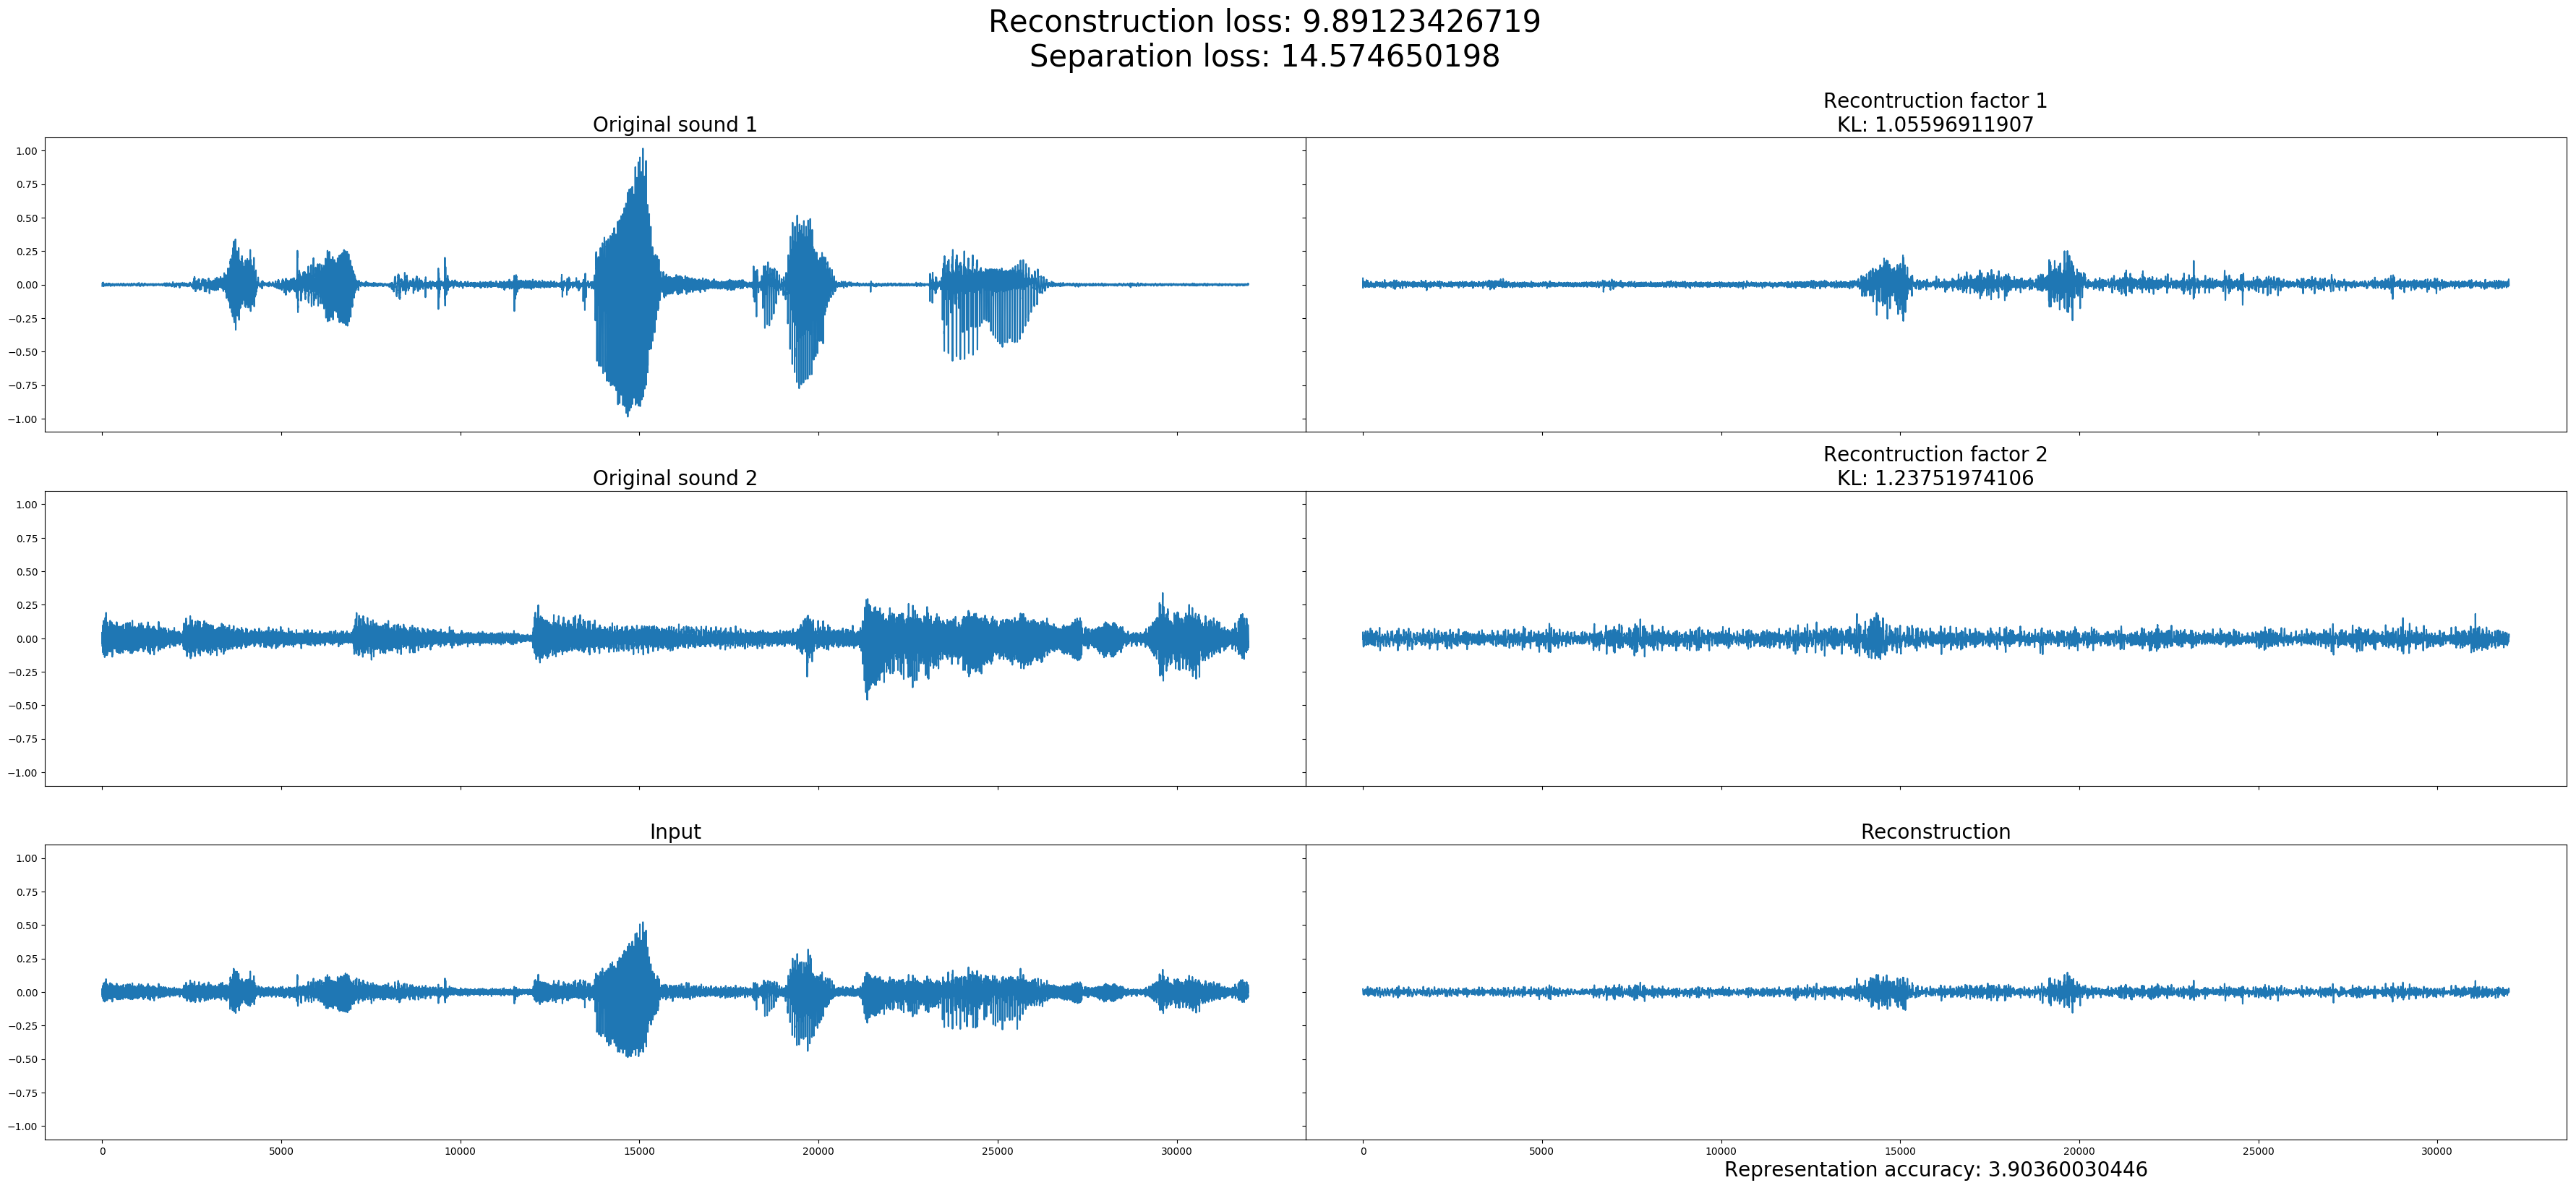 Reconstruction loss: 9.89123426719
Separation loss: 14.574650198
Original sound 1
Recontruction factor 1
KL: 1.05596911907
1.00
0.75
0.50
0.25
0.00
−0.25
−0.50
−0.75
−1.00
Original sound 2
Recontruction factor 2
KL: 1.23751974106
1.00
0.75
0.50
0.25
0.00
−0.25
−0.50
−0.75
−1.00
Input
Reconstruction
1.00
0.75
0.50
0.25
0.00
−0.25
−0.50
−0.75
−1.00
0 5000 10000 15000 20000 25000 30000
0 5000 10000 15000 20000 25000 30000
Representation accuracy: 3.90360030446